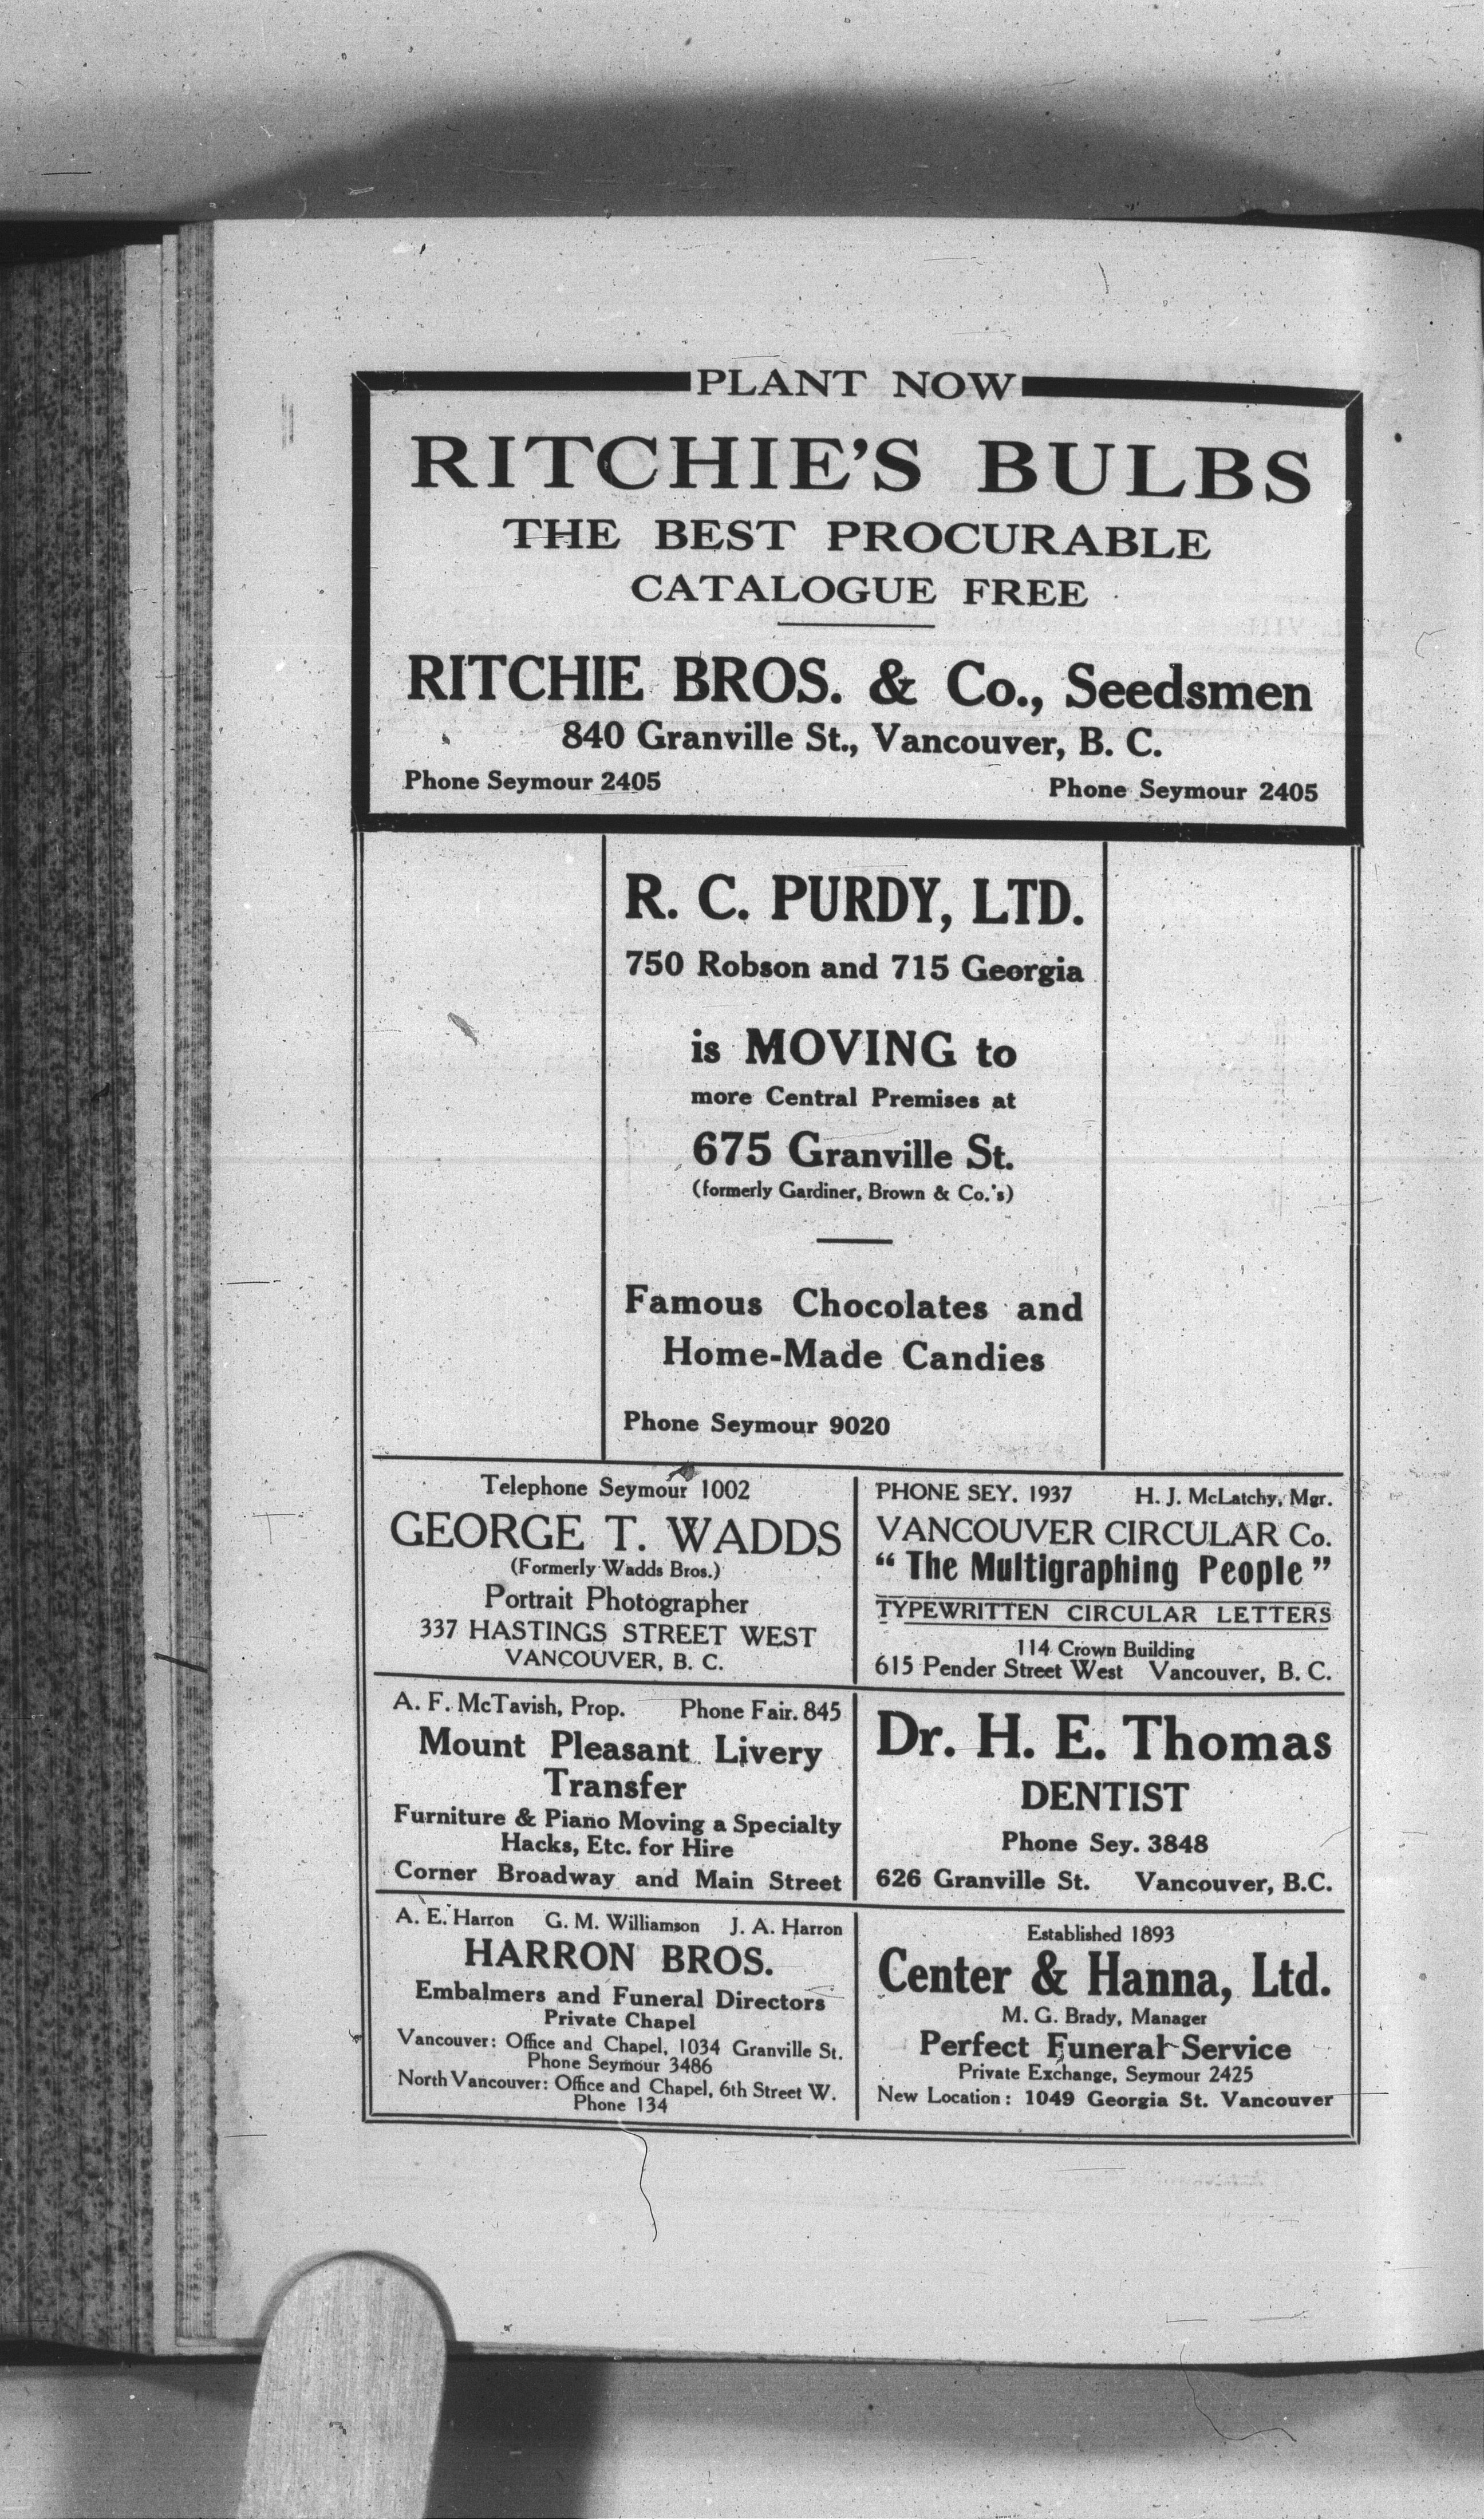 PLANT NOW
RITCHIE'S BULBS
THE BEST PROCURABLE
CATALOGUE FREE
RITCHIE BROS. & Co., Seedsmen
840 Granville St., Vancouver, B. C.
Phone Seymour 2405 Phone Seymour 2405
R. C. PURDY, LTD.
750 Robson and 715 Georgia
is MOVING to
more Central Premises at
675 Granville St.
(formerly Gardiner, Brown & Co.'s)
Famous Chocolates and
Home-Made Candies
Phone Seymour 9020
Telephone Seymour 1002
GEORGE T. WADDS
(Formerly Wadds Bros.)
Portrait Photographer
337 HASTINGS STREET WEST
VANCOUVER, B. C.
PHONE SEY. 1937 H. J. McLatchy, Mgr.
VANCOUVER CIRCULAR Co.
"The Multigraphing People"
TYPEWRITTEN CIRCULAR LETTERS
114 Crown Building
615 Pender Street West Vancouver, B. C.
A. F. McTavish, Prop. Phone Fair. 845
Mount Pleasant Livery
Transfer
Furniture & Piano Moving a Specialty
Hacks, Etc. for Hire
Corner Broadway and Main Street
Dr. H. E. Thomas
DENTIST
Phone Sey. 3848
626 Granville St. Vancouver, B.C.
A. E. Harron G. M. Williamson J. A. Harron
HARRON BROS.
Embalmers and Funeral Directors
Private Chapel
Vancouver: Office and Chapel, 1034 Granville St.
Phone Seymour 3486
North Vancouver: Office and Chapel, 6th Street W.
Phone 134
Established 1893
Center & Hanna, Ltd.
M. G. Brady, Manager
Perfect Funeral Service
Private Exchange, Seymour 2425
New Location: 1049 Georgia St. Vancouver